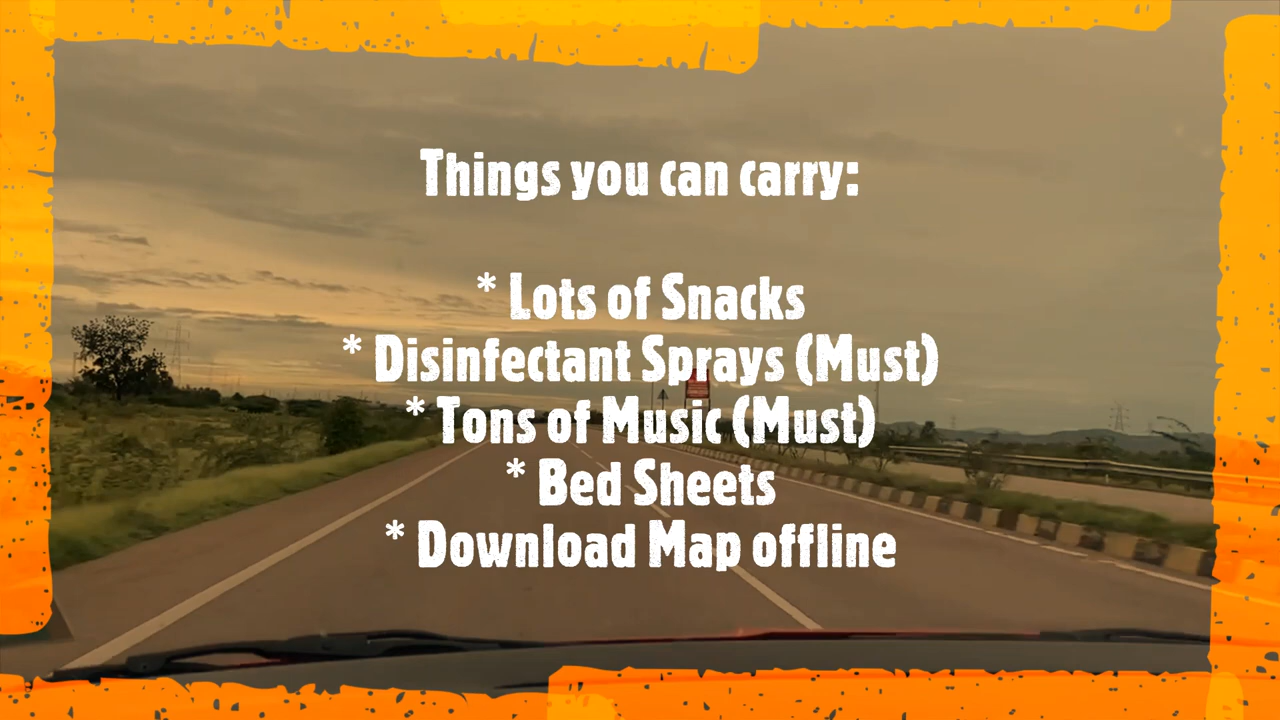 Things you can carry:
* Lots of Snacks
* Disinfectant Sprays (Must)
* Tons of Music (Must)
* Bed Sheets
* Download Map offline